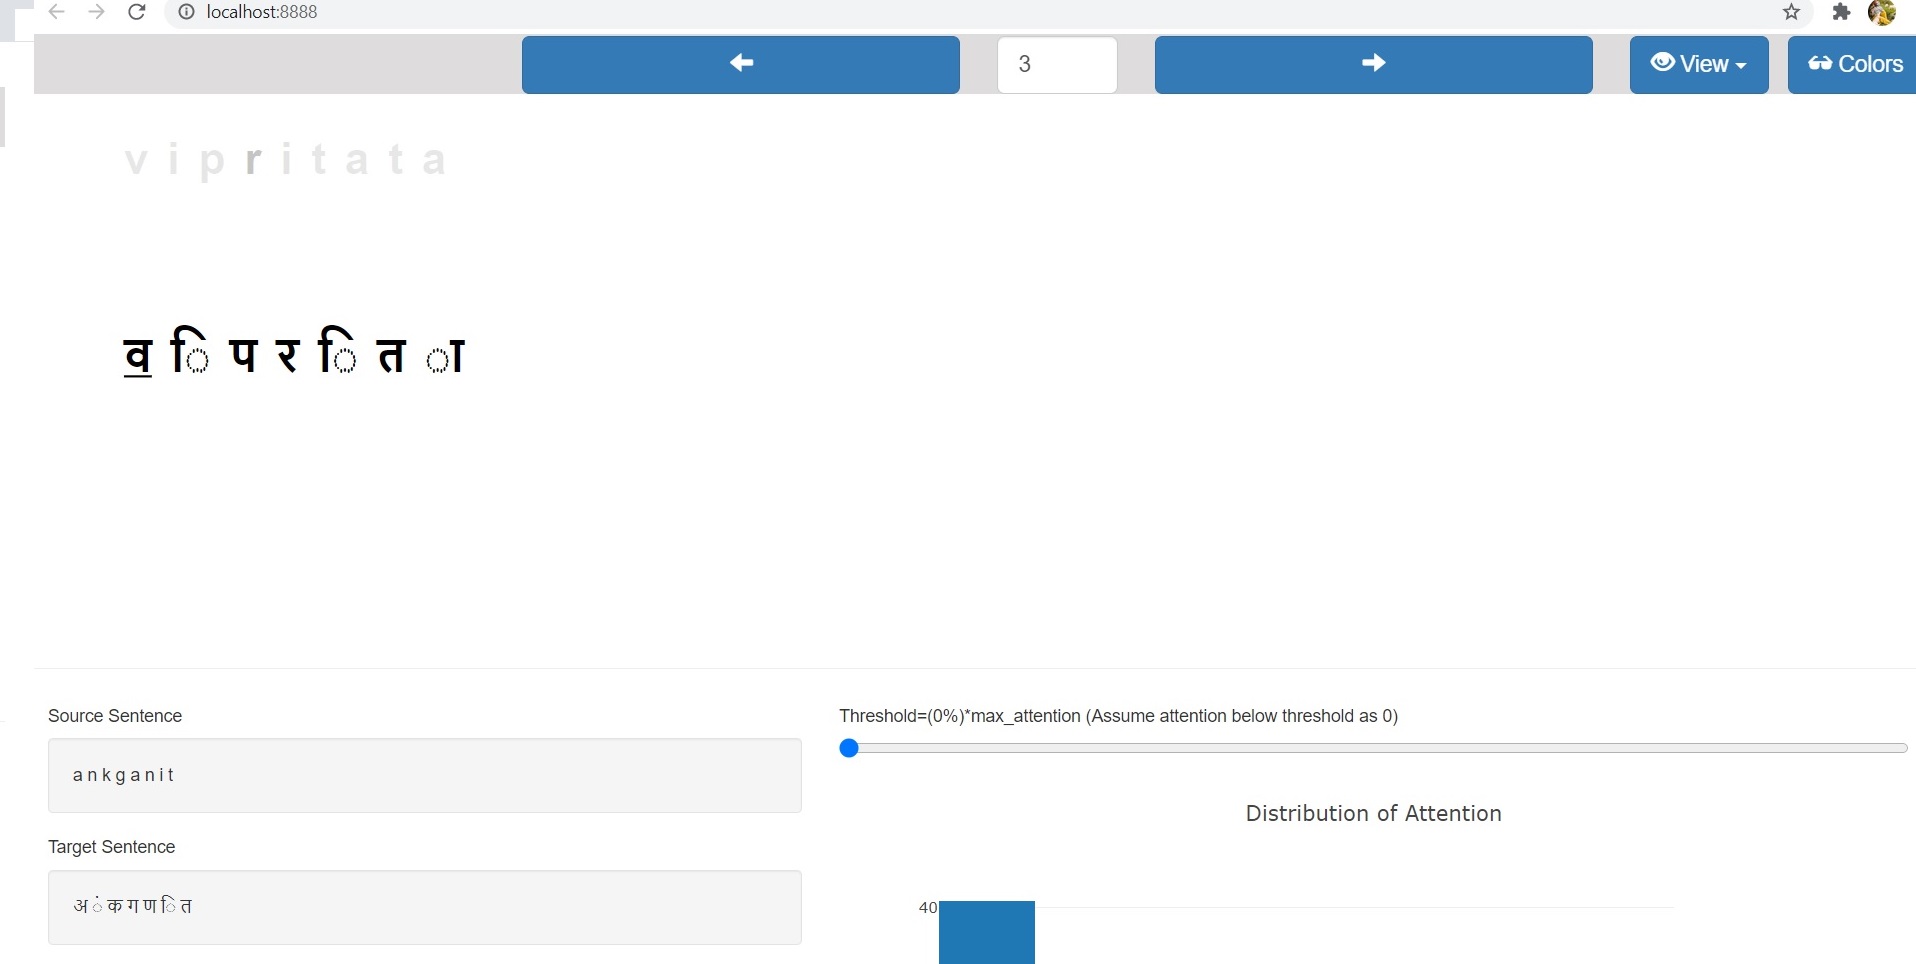 localhost:8888
3 View Colors
v i p r i t a t a
व ि प र ि त ा
Source Sentence
a n k g a n i t
Target Sentence
अ ं क ग ण ि त
Threshold=(0%)*max_attention (Assume attention below threshold as 0)
Distribution of Attention
40